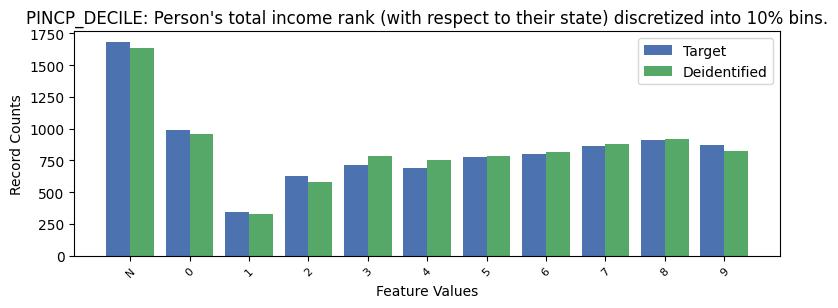 PINCP_DECILE: Person's total income rank (with respect to their state) discretized into 10% bins.
1750
1500
1250
1000
750
500
250
0
Record Counts
Target
Deidentified
N 0 1 2 3 4 5 6 7 8 9
Feature Values